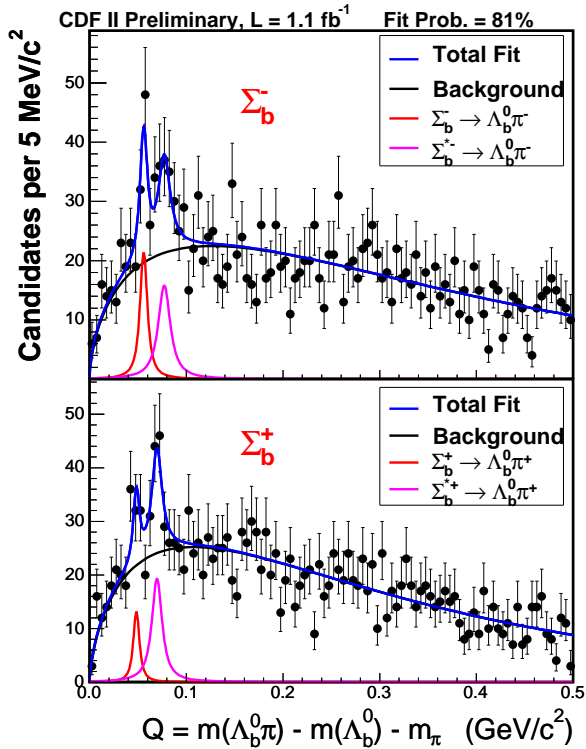 CDF II Preliminary, L = 1.1 fb⁻¹ Fit Prob. = 81%
Candidates per 5 MeV/c²
50
40
30
20
10
Σb⁻
Total Fit
Background
Σb⁻ → Λb⁰π⁻
Σb*⁻ → Λb⁰π⁻
50
40
30
20
10
0
Σb⁺
Total Fit
Background
Σb⁺ → Λb⁰π⁺
Σb*⁺ → Λb⁰π⁺
0.0 0.1 0.2 0.3 0.4 0.5
Q = m(Λb⁰π) - m(Λb⁰) - mπ (GeV/c²)